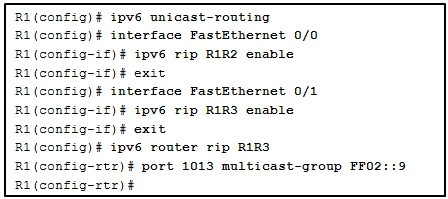 R1(config)# ipv6 unicast-routing
R1(config)# interface FastEthernet 0/0
R1(config-if)# ipv6 rip R1R2 enable
R1(config-if)# exit
R1(config)# interface FastEthernet 0/1
R1(config-if)# ipv6 rip R1R3 enable
R1(config-if)# exit
R1(config)# ipv6 router rip R1R3
R1(config-rtr)# port 1013 multicast-group FF02::9
R1(config-rtr)#